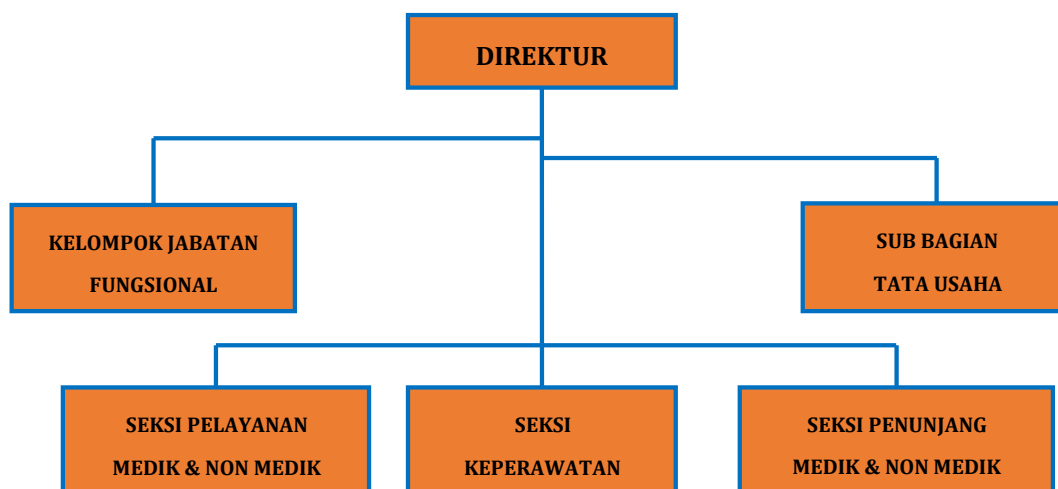 DIREKTUR
KELOMPOK JABATAN
FUNGSIONAL
SUB BAGIAN
TATA USAHA
SEKSI PELAYANAN
MEDIK & NON MEDIK
SEKSI
KEPERAWATAN
SEKSI PENUNJANG
MEDIK & NON MEDIK